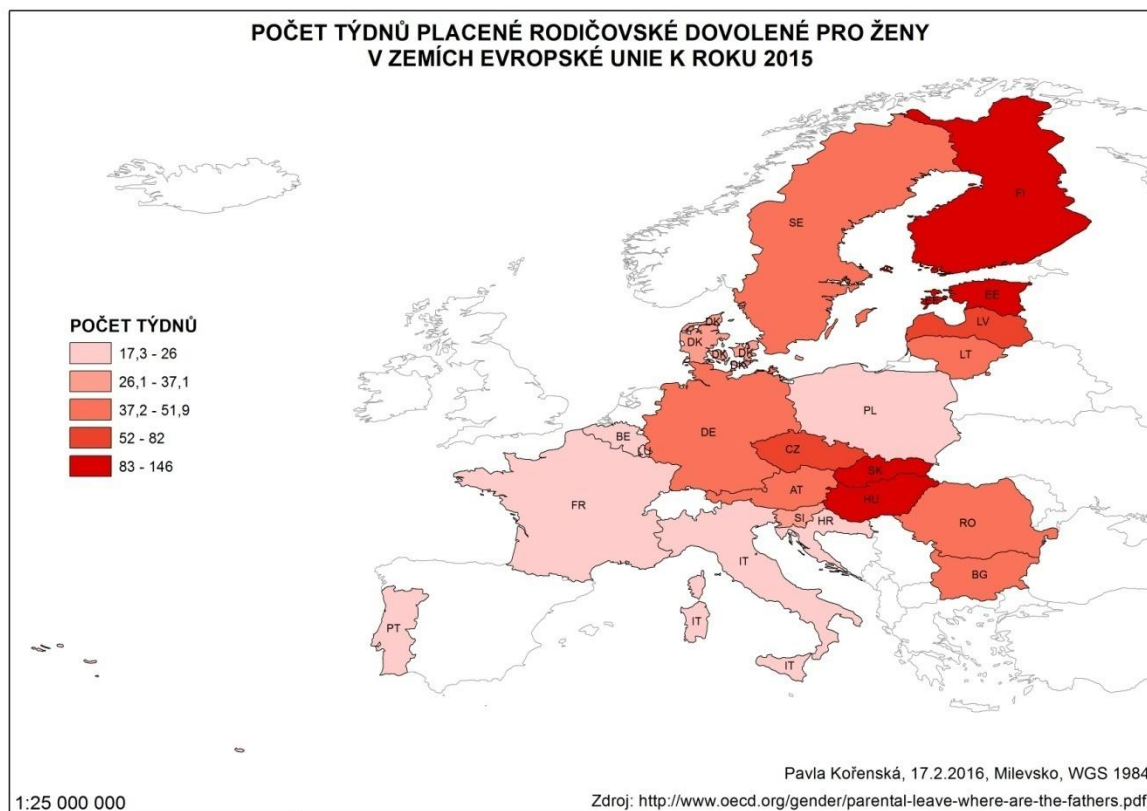 POČET TÝDNŮ PLACENÉ RODIČOVSKÉ DOVOLENÉ PRO ŽENY
V ZEMÍCH EVROPSKÉ UNIE K ROKU 2015
FI
SE
EE
EE
LV
LT
DK
DK
DK
DK
DK
POČET TÝDNŮ
17,3 - 26
26,1 - 37,1
37,2 - 51,9
52 - 82
83 - 146
PL
BE
DE
LU
CZ
SK
FR
AT
HU
SI
HR
RO
IT
BG
PT
IT
IT
Pavla Kořenská, 17.2.2016, Milevsko, WGS 1984
1:25 000 000
Zdroj: http://www.oecd.org/gender/parental-leave-where-are-the-fathers.pdf